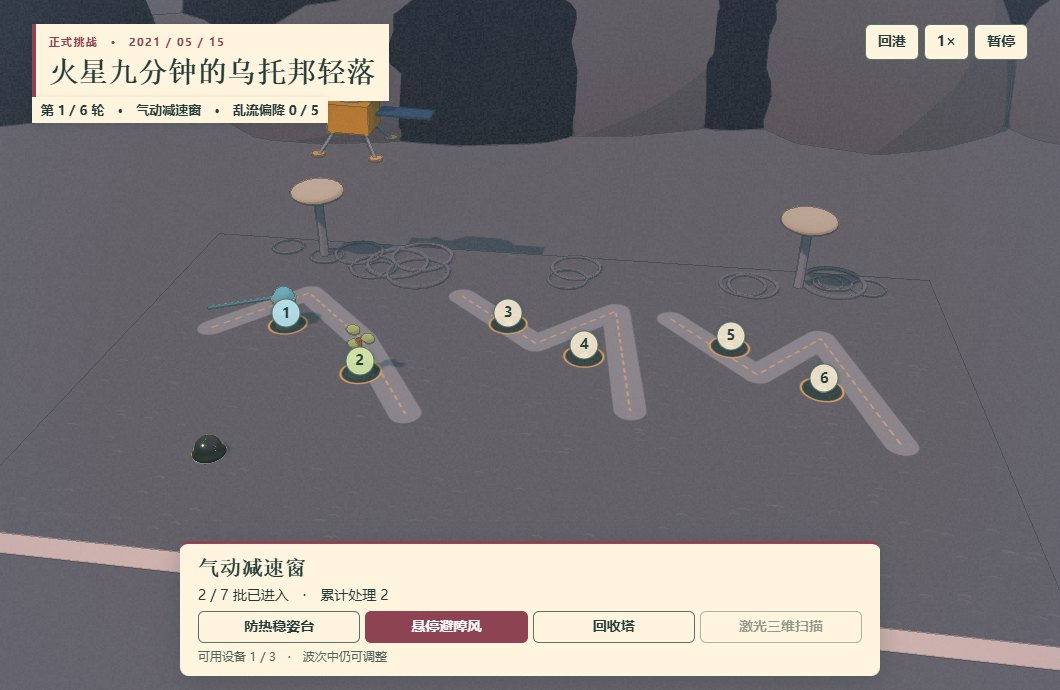 正式挑战 • 2021 / 05 / 15
火星九分钟的乌托邦轻落
第 1 / 6 轮 • 气动减速窗 • 乱流偏降 0 / 5
回港
1×
暂停
1
2
3
4
5
6
气动减速窗
2 / 7 批已进入 · 累计处理 2
防热稳姿台
悬停避障风
回收塔
激光三维扫描
可用设备 1 / 3 · 波次中仍可调整